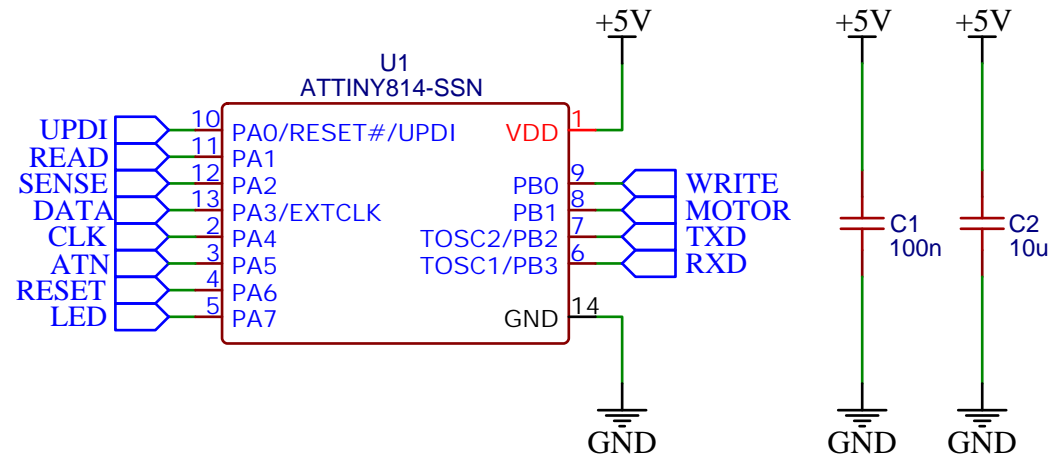 +5V
+5V
+5V
U1
ATTINY814-SSN
UPDI 10 PA0/RESET#/UPDI VDD 1
READ 11 PA1
SENSE 12 PA2 PB0 9 WRITE
DATA 13 PA3/EXTCLK PB1 8 MOTOR
CLK 2 PA4 TOSC2/PB2 7 TXD
ATN 3 PA5 TOSC1/PB3 6 RXD
RESET 4 PA6
LED 5 PA7 GND 14
C1
100n
C2
10u
GND
GND
GND